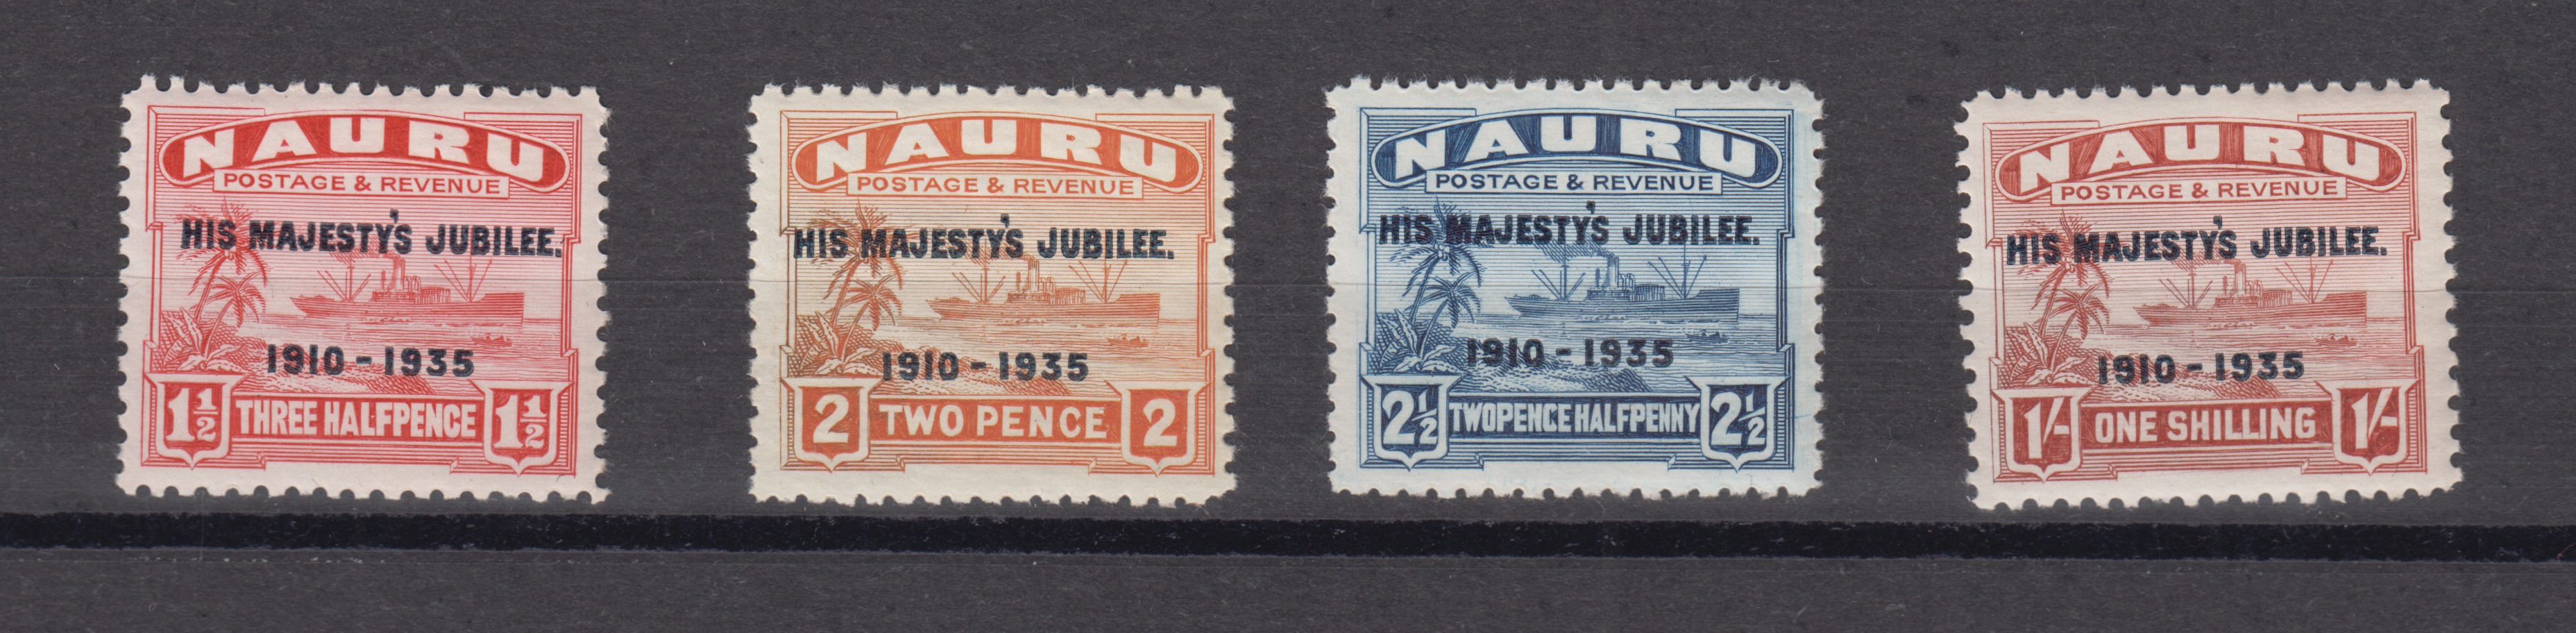 NAURU
POSTAGE & REVENUE
HIS MAJESTY'S JUBILEE.
1910 - 1935
1½ THREE HALFPENCE 1½
NAURU
POSTAGE & REVENUE
HIS MAJESTY'S JUBILEE.
1910 - 1935
2 TWO PENCE 2
NAURU
POSTAGE & REVENUE
HIS MAJESTY'S JUBILEE.
1910 - 1935
2½ TWOPENCE HALFPENNY 2½
NAURU
POSTAGE & REVENUE
HIS MAJESTY'S JUBILEE.
1910 - 1935
1/- ONE SHILLING 1/-